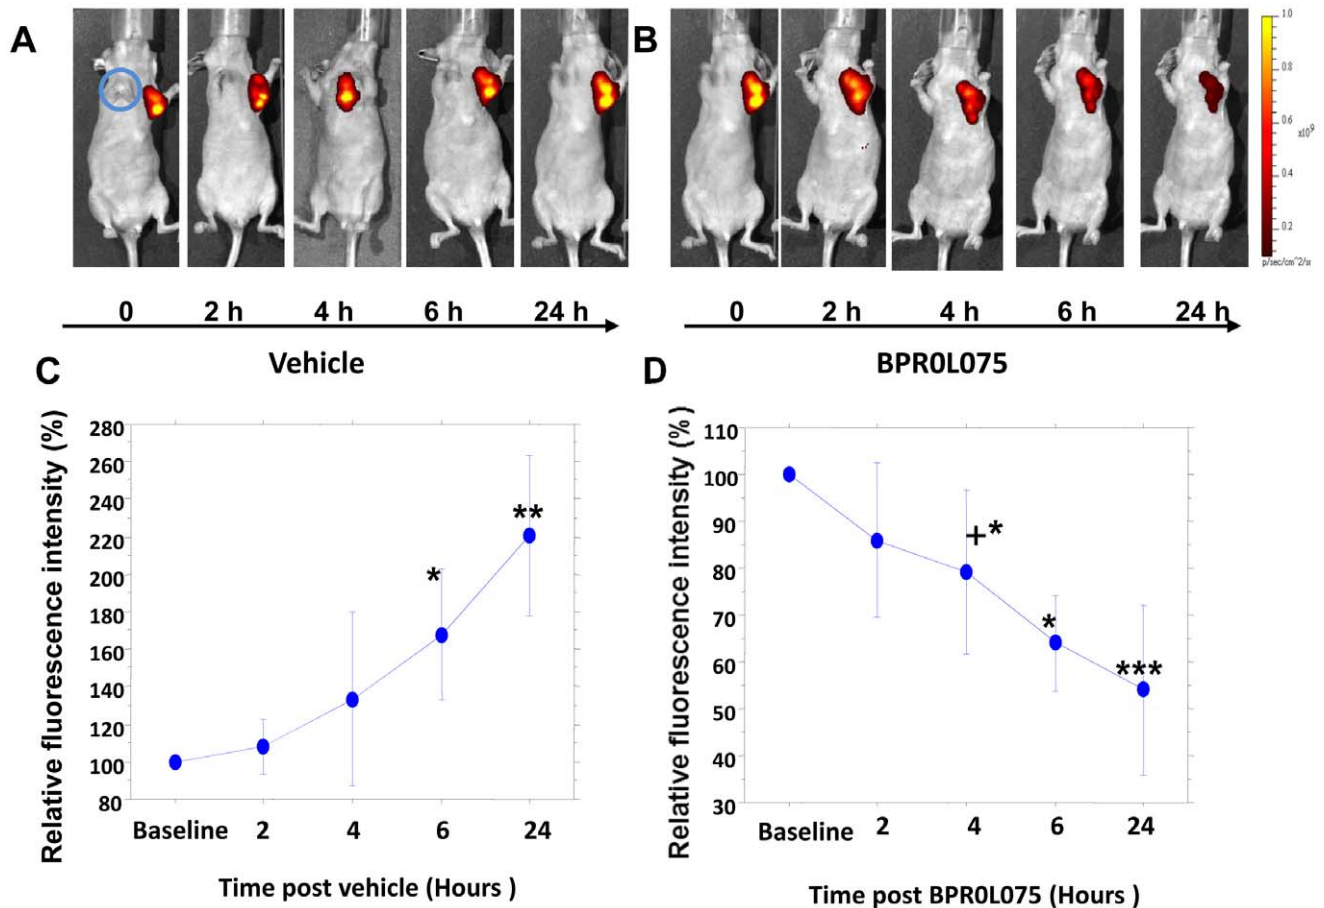 A
B
1.0
0.8
x10^9
0.6
0.4
0.2
p/sec/cm^2/sr
0 2 h 4 h 6 h 24 h
0 2 h 4 h 6 h 24 h
Vehicle
BPR0L075
C
Relative fluorescence intensity (%)
280
260
240
220
200
180
160
140
120
100
80
*
**
Baseline 2 4 6 24
Time post vehicle (Hours )
D
Relative fluorescence intensity (%)
110
100
90
80
70
60
50
40
30
+*
*
***
Baseline 2 4 6 24
Time post BPR0L075 (Hours )